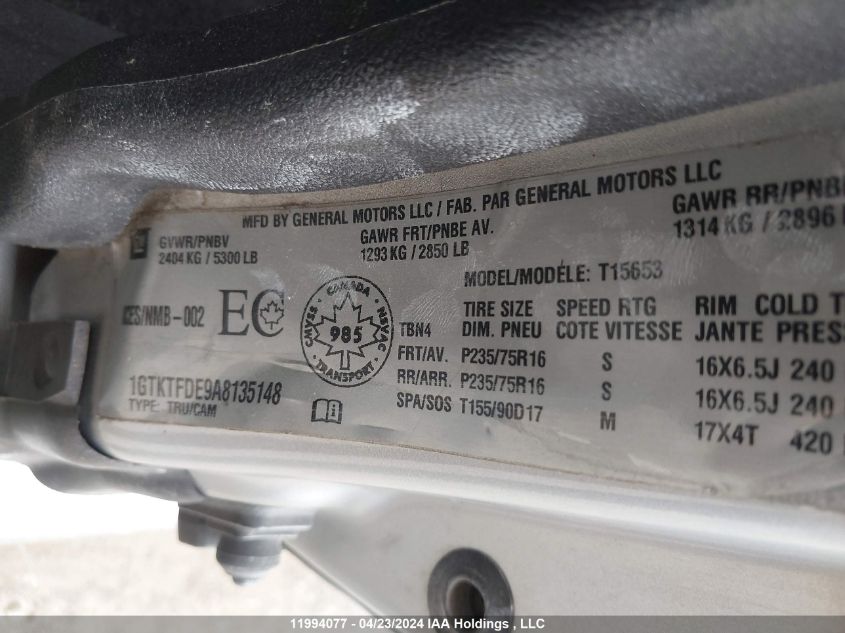 MFD BY GENERAL MOTORS LLC / FAB. PAR GENERAL MOTORS LLC
GVWR/PNBV
2404 KG / 5300 LB
GAWR FRT/PNBE AV.
1293 KG / 2850 LB
GAWR RR/PNBE
1314 KG / 2896
MODEL/MODÈLE: T15653
/NMB-002
EC
CANADA
CMVSS
NSVAC
985
TRANSPORT
TBN4
TIRE SIZE SPEED RTG RIM COLD T
DIM. PNEU COTE VITESSE JANTE PRES
FRT/AV. P235/75R16 S 16X6.5J 240
RR/ARR. P235/75R16 S 16X6.5J 240
SPA/SOS T155/90D17 M 17X4T 420
1GTKTFDE9A8135148
TYPE: TRU/CAM
i
11994077 - 04/23/2024 IAA Holdings , LLC